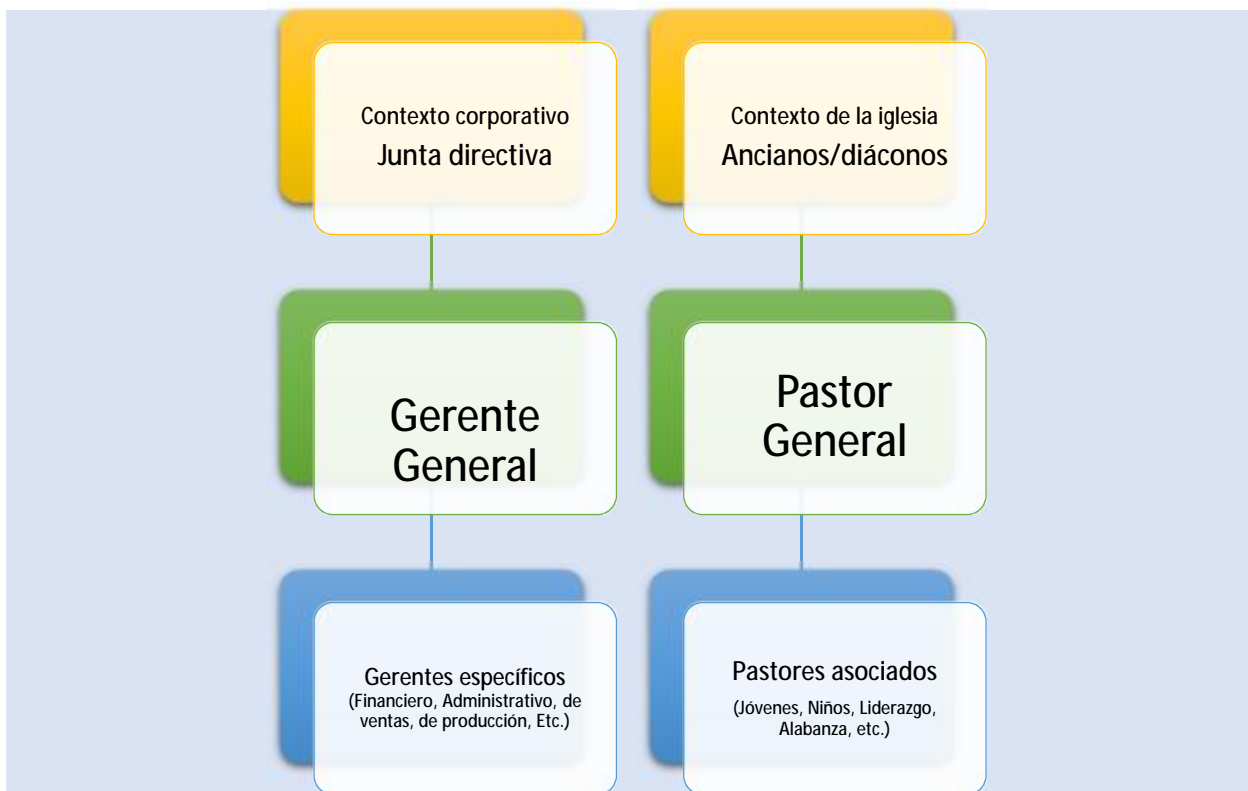 Contexto corporativo
Junta directiva
Contexto de la iglesia
Ancianos/diáconos
Gerente
General
Pastor
General
Gerentes específicos
(Financiero, Administrativo, de
ventas, de producción, Etc.)
Pastores asociados
(Jóvenes, Niños, Liderazgo,
Alabanza, etc.)